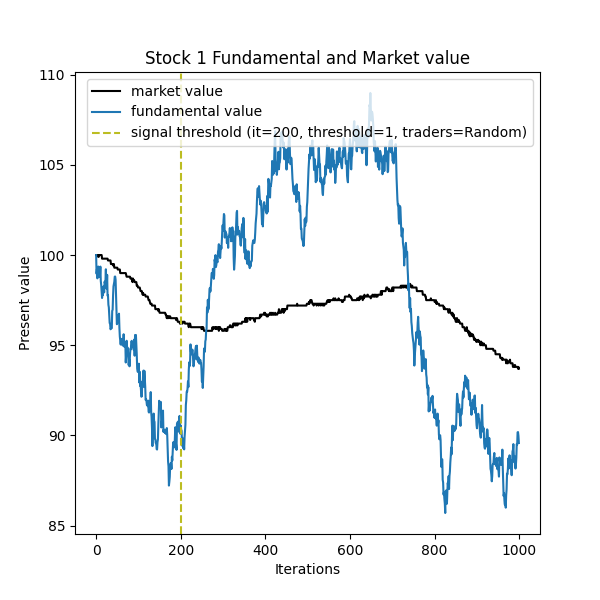 Stock 1 Fundamental and Market value
market value
fundamental value
signal threshold (it=200, threshold=1, traders=Random)
Present value
110
105
100
95
90
85
0 200 400 600 800 1000
Iterations